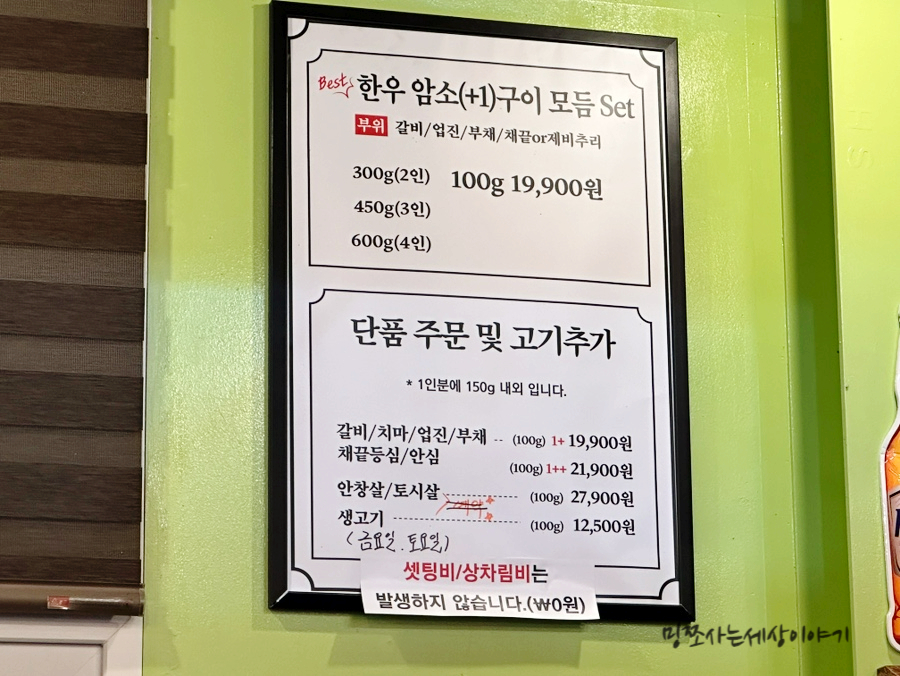 Best 한우 암소(+1)구이 모듬 Set
부위 갈비/업진/부채/채끝or제비추리
300g(2인) 100g 19,900원
450g(3인)
600g(4인)
단품 주문 및 고기추가
* 1인분에 150g 내외 입니다.
갈비/치마/업진/부채 -- (100g) 1+ 19,900원
채끝등심/안심 (100g) 1++ 21,900원
안창살/토시살 (100g) 27,900원
생고기 (100g) 12,500원
(금요일.토요일)
셋팅비/상차림비는
발생하지 않습니다.(₩0원)
밍쪼사는세상이야기